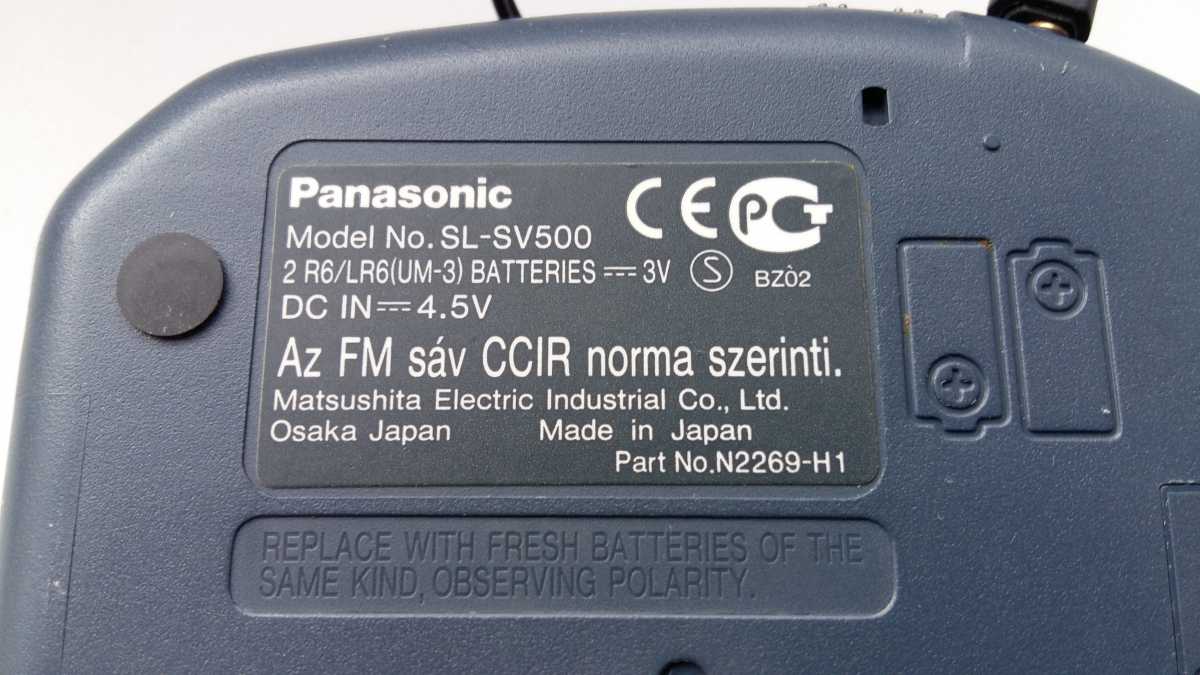 Panasonic
Model No. SL-SV500
2 R6/LR6(UM-3) BATTERIES ⎓ 3V Ⓢ BZò2
DC IN ⎓ 4.5V
CE PCT
Az FM sáv CCIR norma szerinti.
Matsushita Electric Industrial Co., Ltd.
Osaka Japan Made in Japan
Part No.N2269-H1
REPLACE WITH FRESH BATTERIES OF THE
SAME KIND, OBSERVING POLARITY.